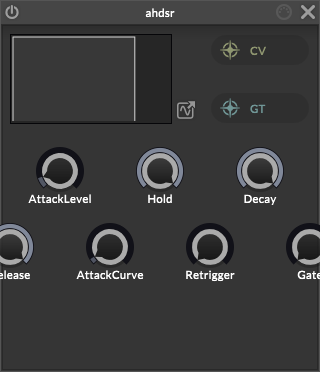 ahdsr
CV
GT
AttackLevel
Hold
Decay
elease
AttackCurve
Retrigger
Gate